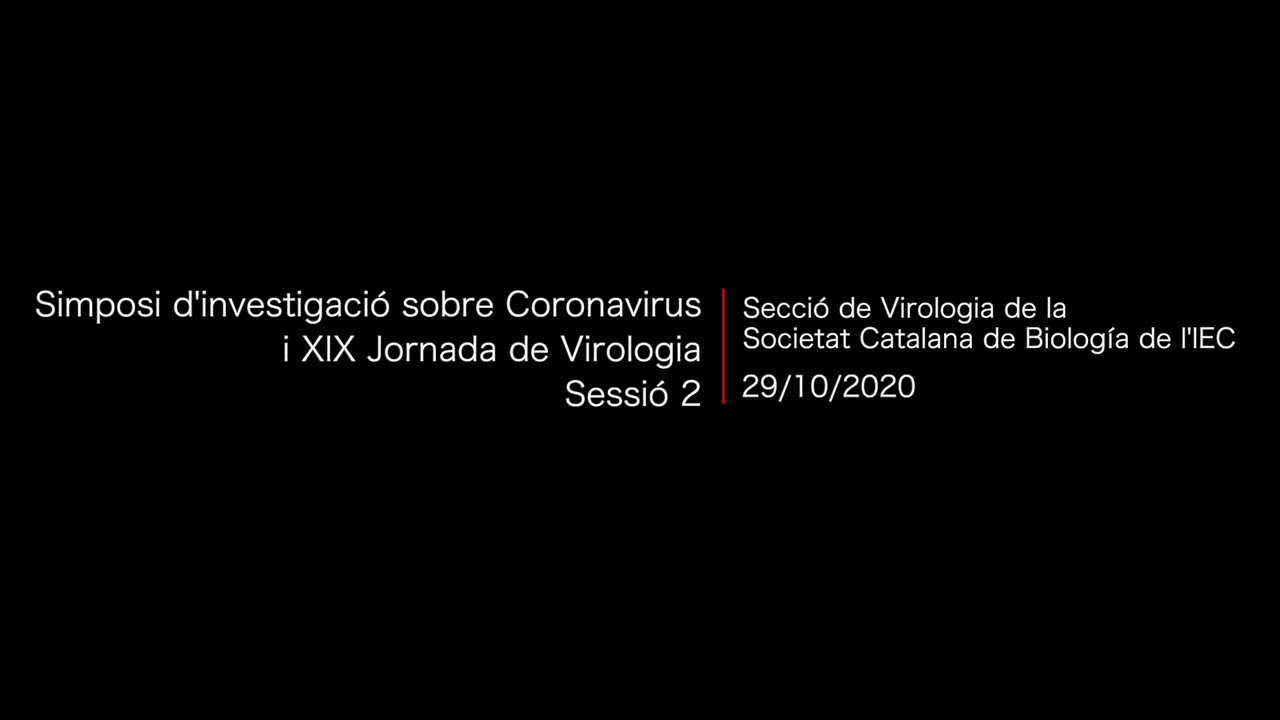 Simposi d'investigació sobre Coronavirus
i XIX Jornada de Virologia
Sessió 2
Secció de Virologia de la
Societat Catalana de Biología de l'IEC
29/10/2020